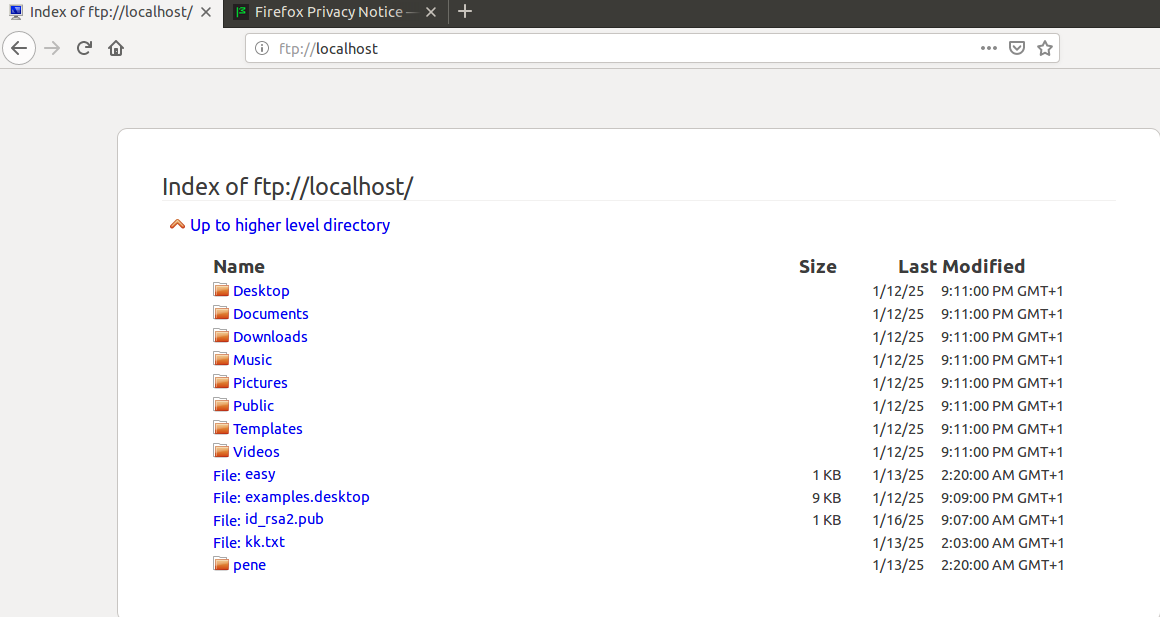 Index of ftp://localhost/ Firefox Privacy Notice —
ftp://localhost
Index of ftp://localhost/
Up to higher level directory
Name Size Last Modified
Desktop 1/12/25 9:11:00 PM GMT+1
Documents 1/12/25 9:11:00 PM GMT+1
Downloads 1/12/25 9:11:00 PM GMT+1
Music 1/12/25 9:11:00 PM GMT+1
Pictures 1/12/25 9:11:00 PM GMT+1
Public 1/12/25 9:11:00 PM GMT+1
Templates 1/12/25 9:11:00 PM GMT+1
Videos 1/12/25 9:11:00 PM GMT+1
File: easy 1 KB 1/13/25 2:20:00 AM GMT+1
File: examples.desktop 9 KB 1/12/25 9:09:00 PM GMT+1
File: id_rsa2.pub 1 KB 1/16/25 9:07:00 AM GMT+1
File: kk.txt 1/13/25 2:03:00 AM GMT+1
pene 1/13/25 2:20:00 AM GMT+1